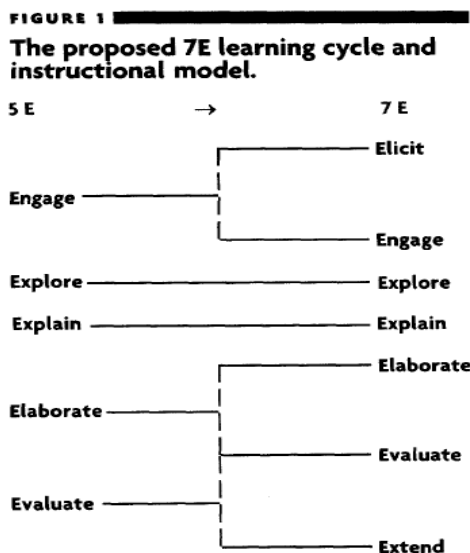 FIGURE 1
The proposed 7E learning cycle and
instructional model.
5 E → 7 E
Elicit
Engage
Engage
Explore Explore
Explain Explain
Elaborate
Elaborate
Evaluate
Evaluate
Extend